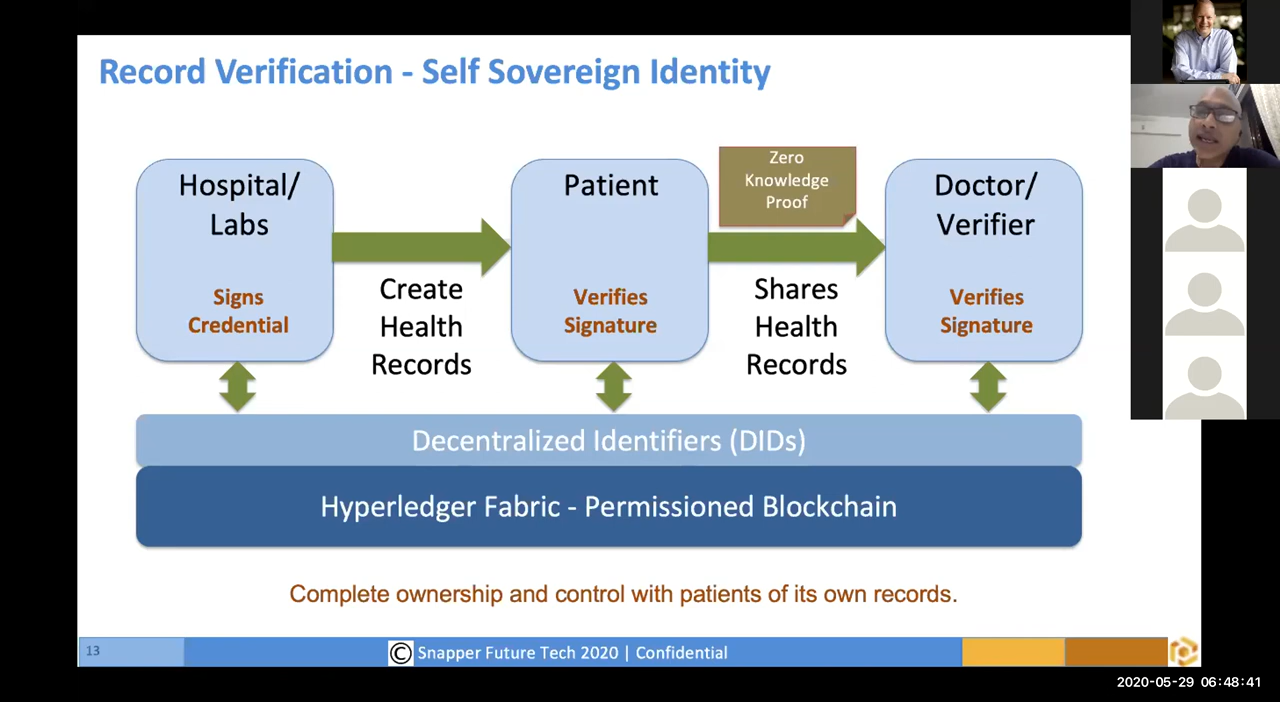 Record Verification - Self Sovereign Identity
Hospital/
Labs
Signs
Credential
Create
Health
Records
Patient
Verifies
Signature
Zero
Knowledge
Proof
Shares
Health
Records
Doctor/
Verifier
Verifies
Signature
Decentralized Identifiers (DIDs)
Hyperledger Fabric - Permissioned Blockchain
Complete ownership and control with patients of its own records.
13
© Snapper Future Tech 2020 | Confidential
2020-05-29 06:48:41